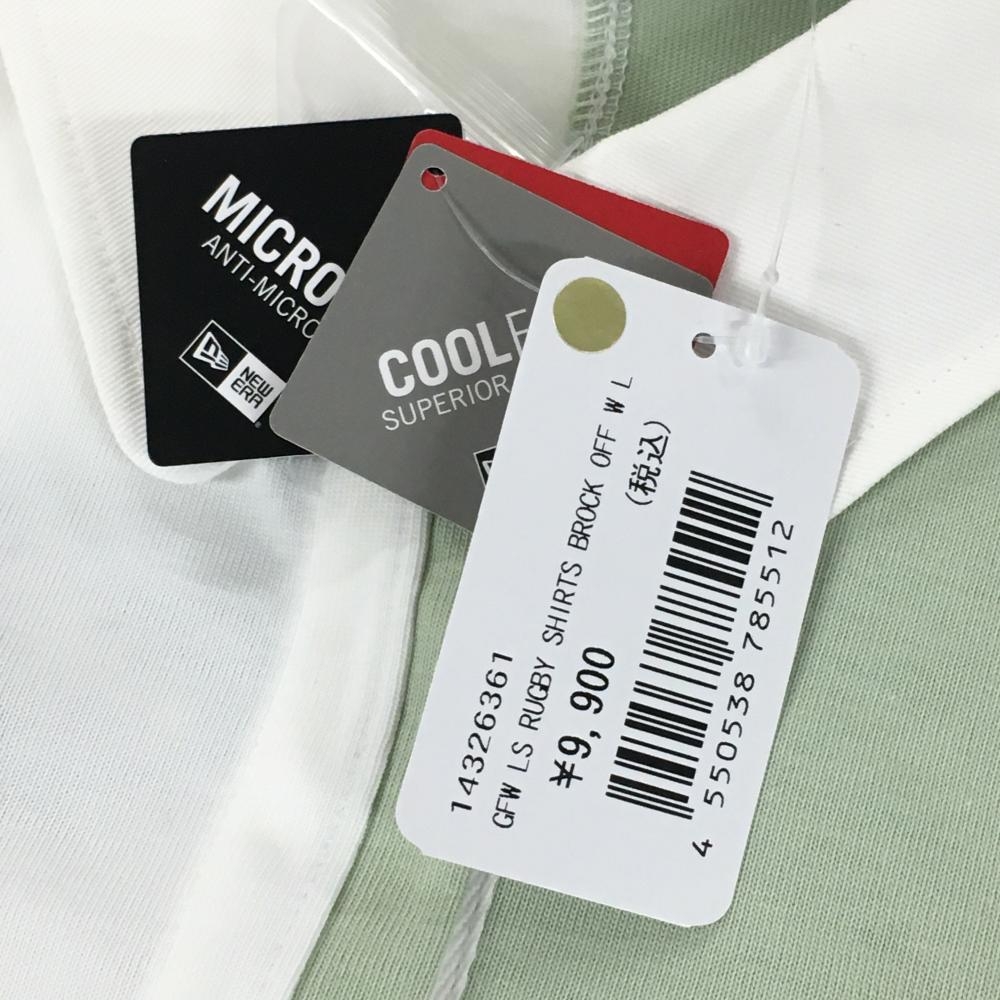 MICRO
ANTI-MICRO
NEW
ERA
COOL
SUPERIOR
14326361
GFW LS RUGBY SHIRTS BROCK OFF W L
¥9,900
(税込)
4 550538 785512